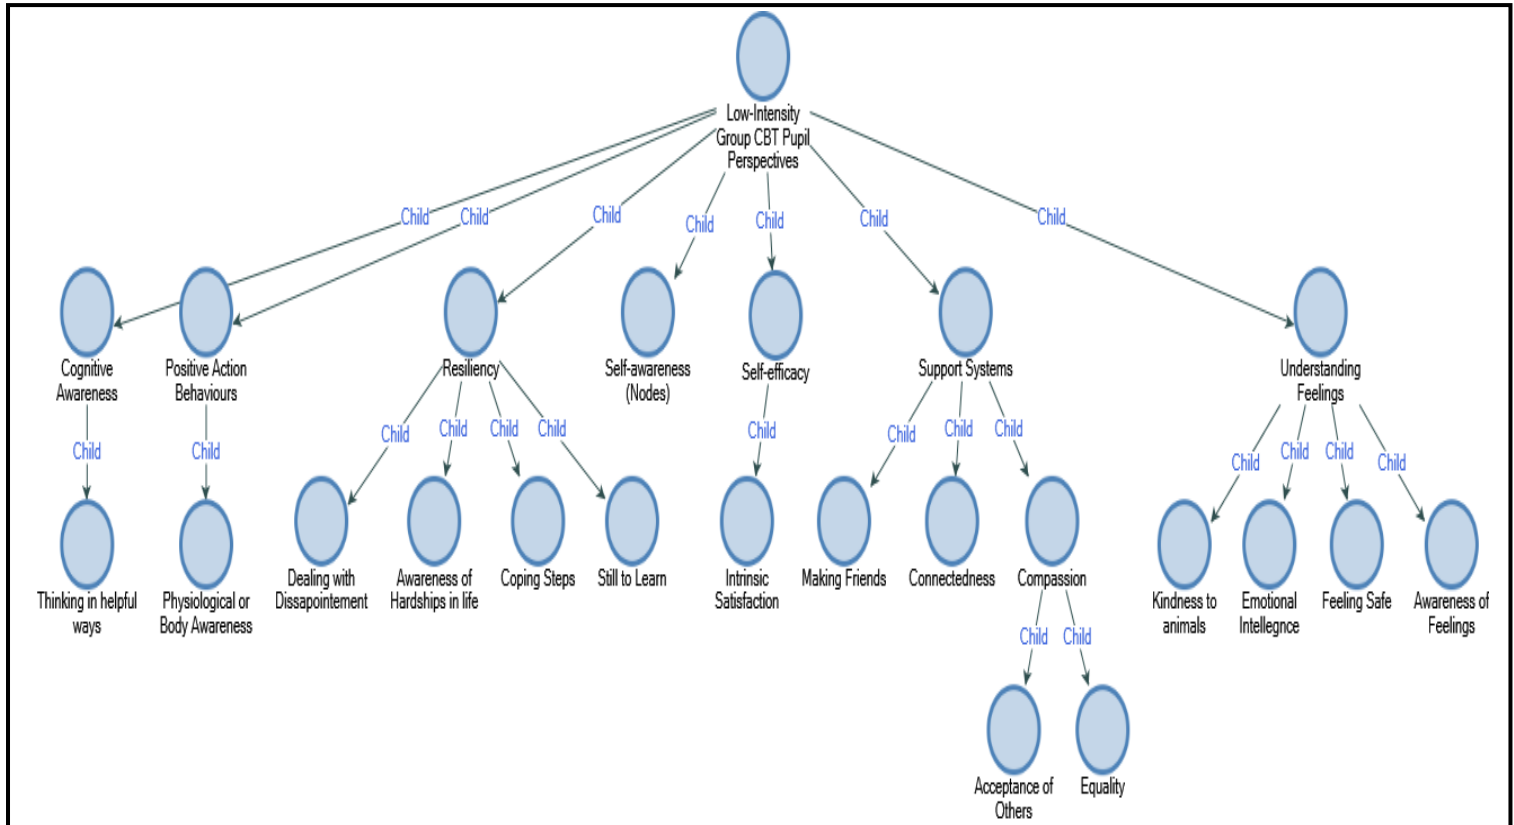 Low-Intensity
Group CBT Pupil
Perspectives
Child
Child
Child
Child
Child
Child
Child
Cognitive
Awareness
Positive Action
Behaviours
Resiliency
Self-awareness
(Nodes)
Self-efficacy
Support Systems
Understanding
Feelings
Child
Child
Child
Child
Child
Child
Child
Child
Child
Child
Child
Child
Child
Child
Thinking in helpful
ways
Physiological or
Body Awareness
Dealing with
Dissapointement
Awareness of
Hardships in life
Coping Steps
Still to Learn
Intrinsic
Satisfaction
Making Friends
Connectedness
Compassion
Kindness to
animals
Emotional
Intellegnce
Feeling Safe
Awareness of
Feelings
Child
Child
Acceptance of
Others
Equality